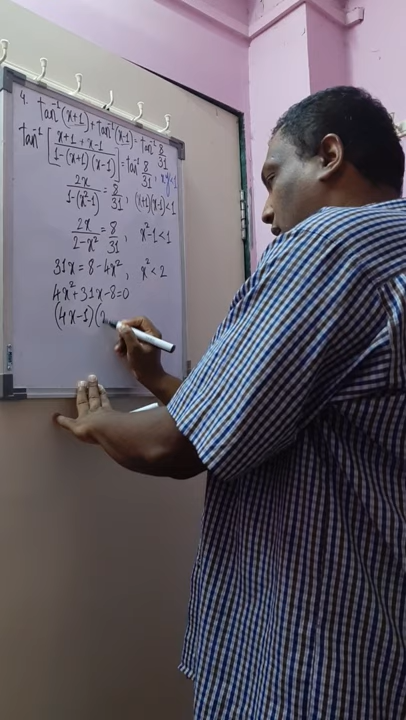 4. tan⁻¹(x+1) + tan⁻¹(x-1) = tan⁻¹ 8/31
tan⁻¹ [ (x+1+x-1) / (1-(x+1)(x-1)) ] = tan⁻¹ 8/31, xy<1
2x / (1-(x²-1)) = 8/31, (x+1)(x-1)<1
2x / (2-x²) = 8/31, x²-1<1
31x = 8-4x², x²<2
4x²+31x-8=0
(4x-1)(